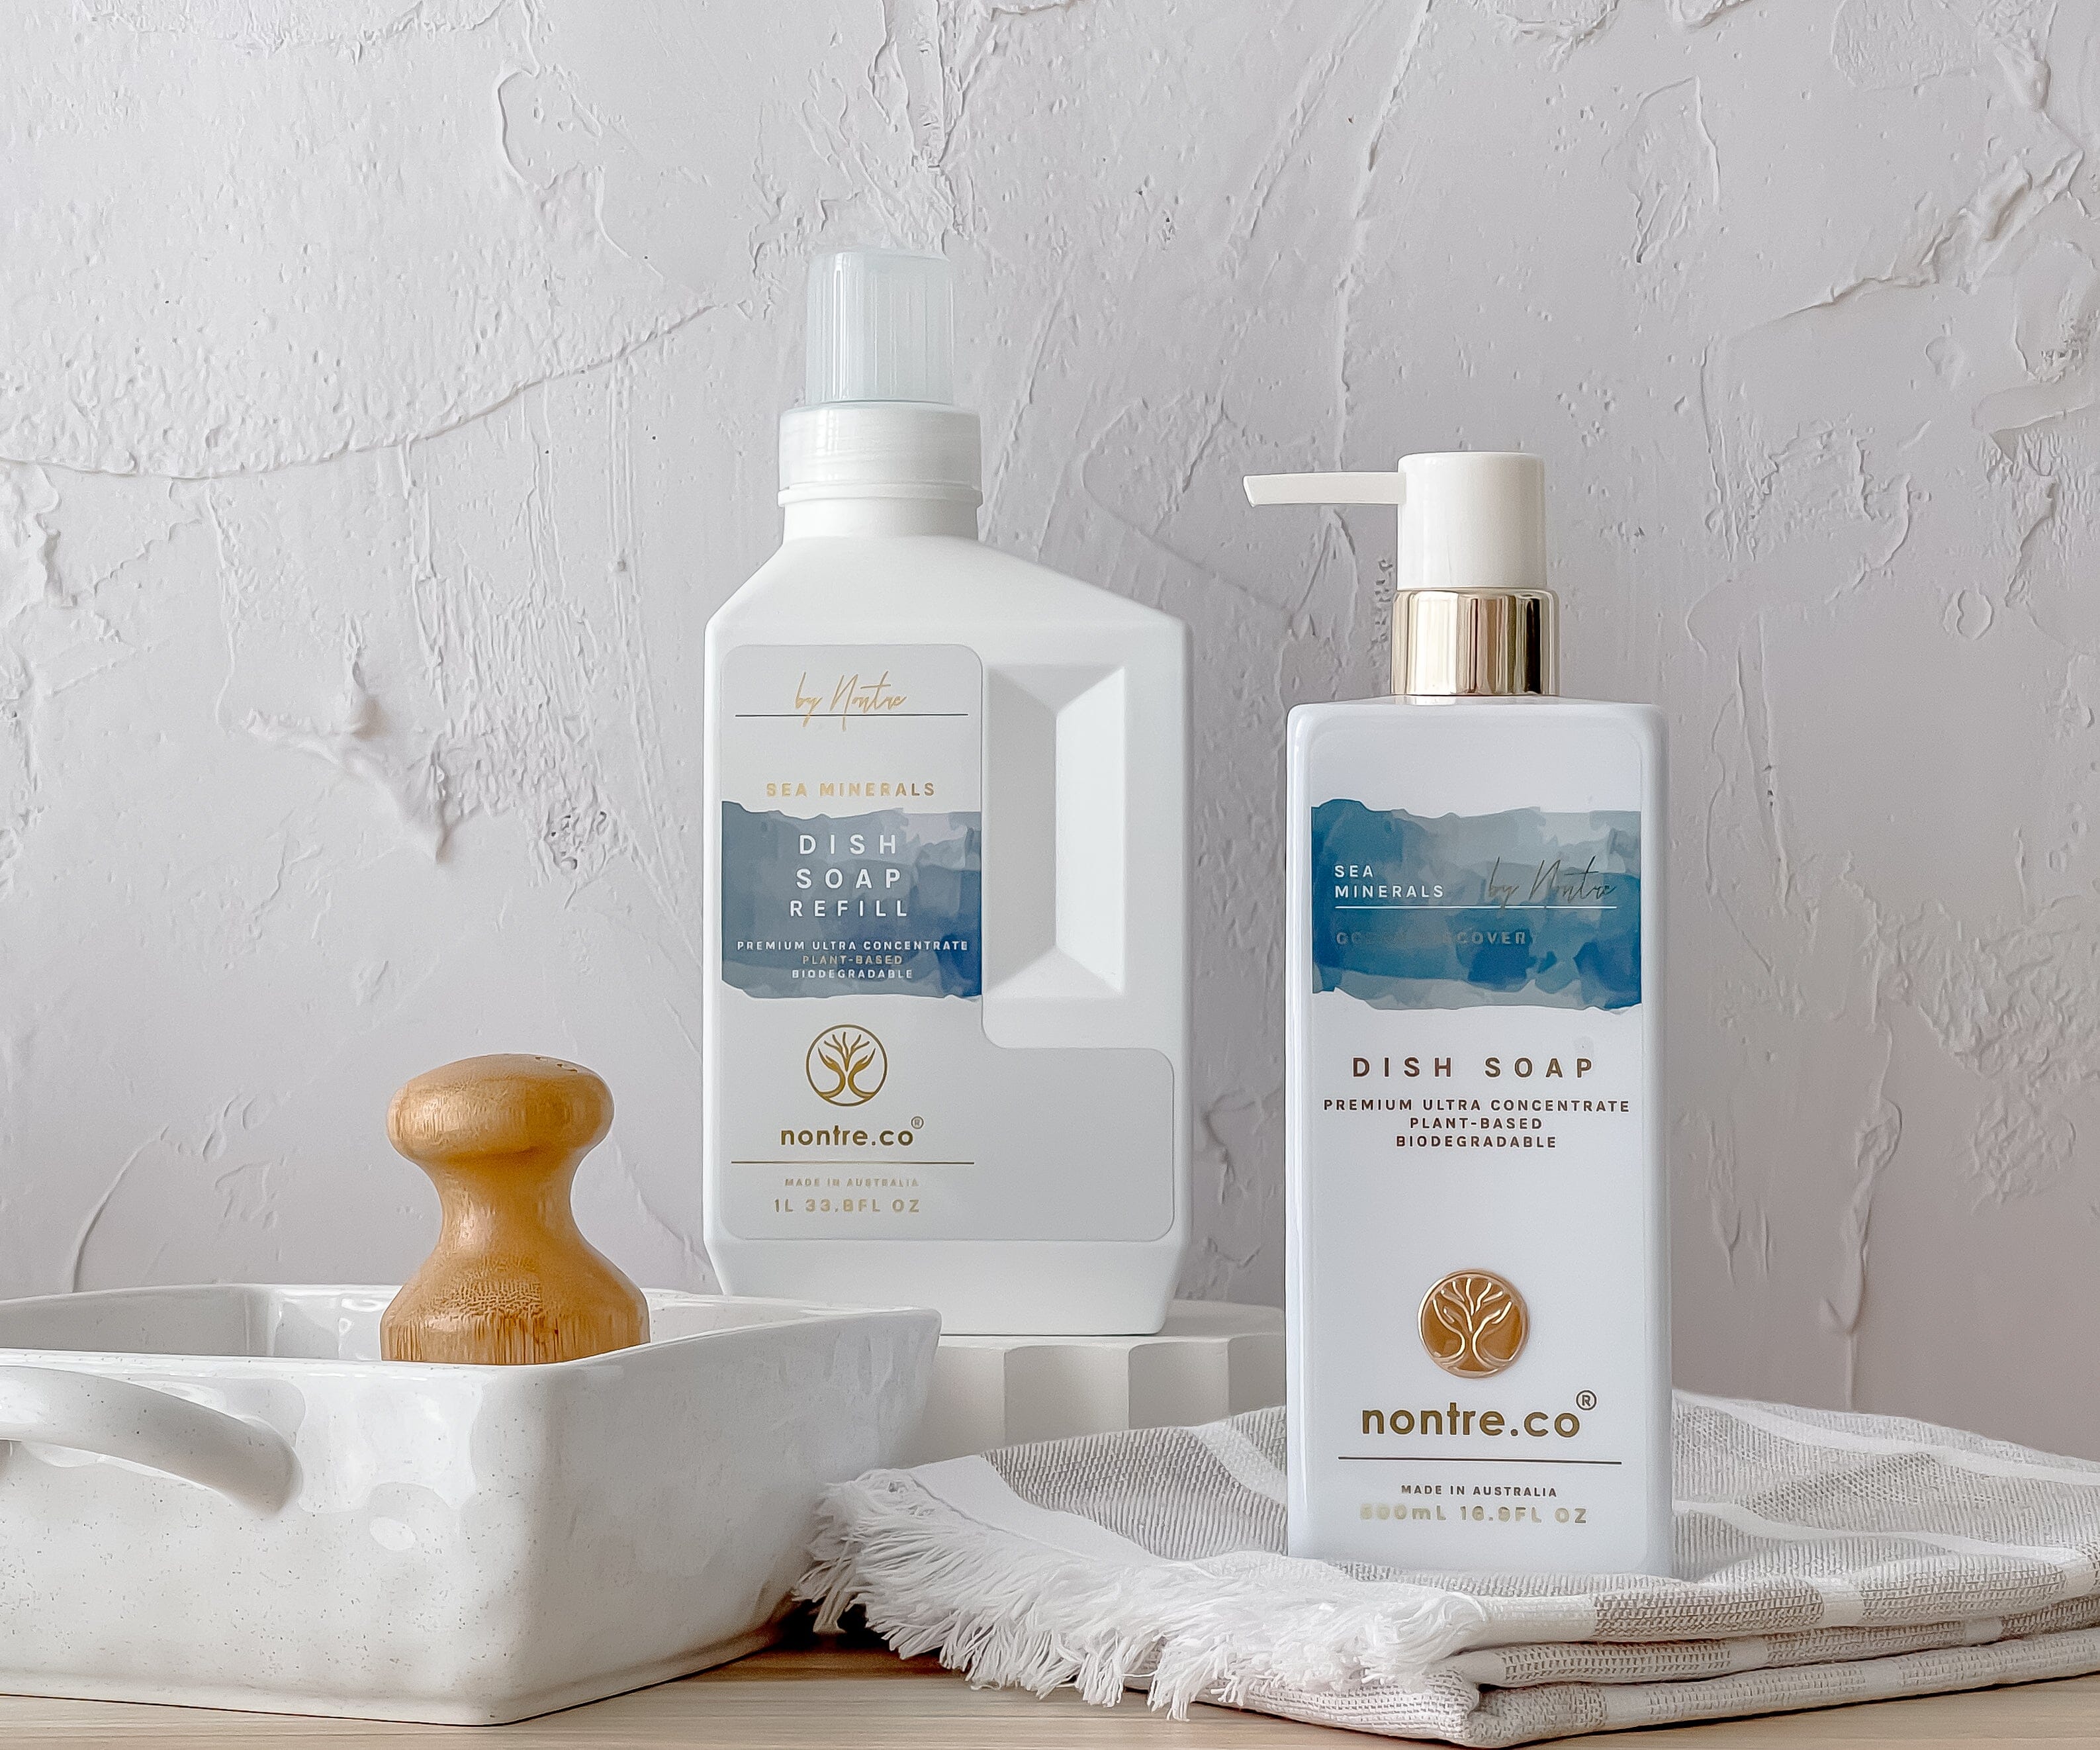 by Nontre
SEA MINERALS
DISH
SOAP
REFILL
PREMIUM ULTRA CONCENTRATE
PLANT-BASED
BIODEGRADABLE
nontre.co®
MADE IN AUSTRALIA
1L 33.8FL OZ
SEA
MINERALS
by Nontre
DISH SOAP
PREMIUM ULTRA CONCENTRATE
PLANT-BASED
BIODEGRADABLE
nontre.co®
MADE IN AUSTRALIA
500mL 16.9FL OZ